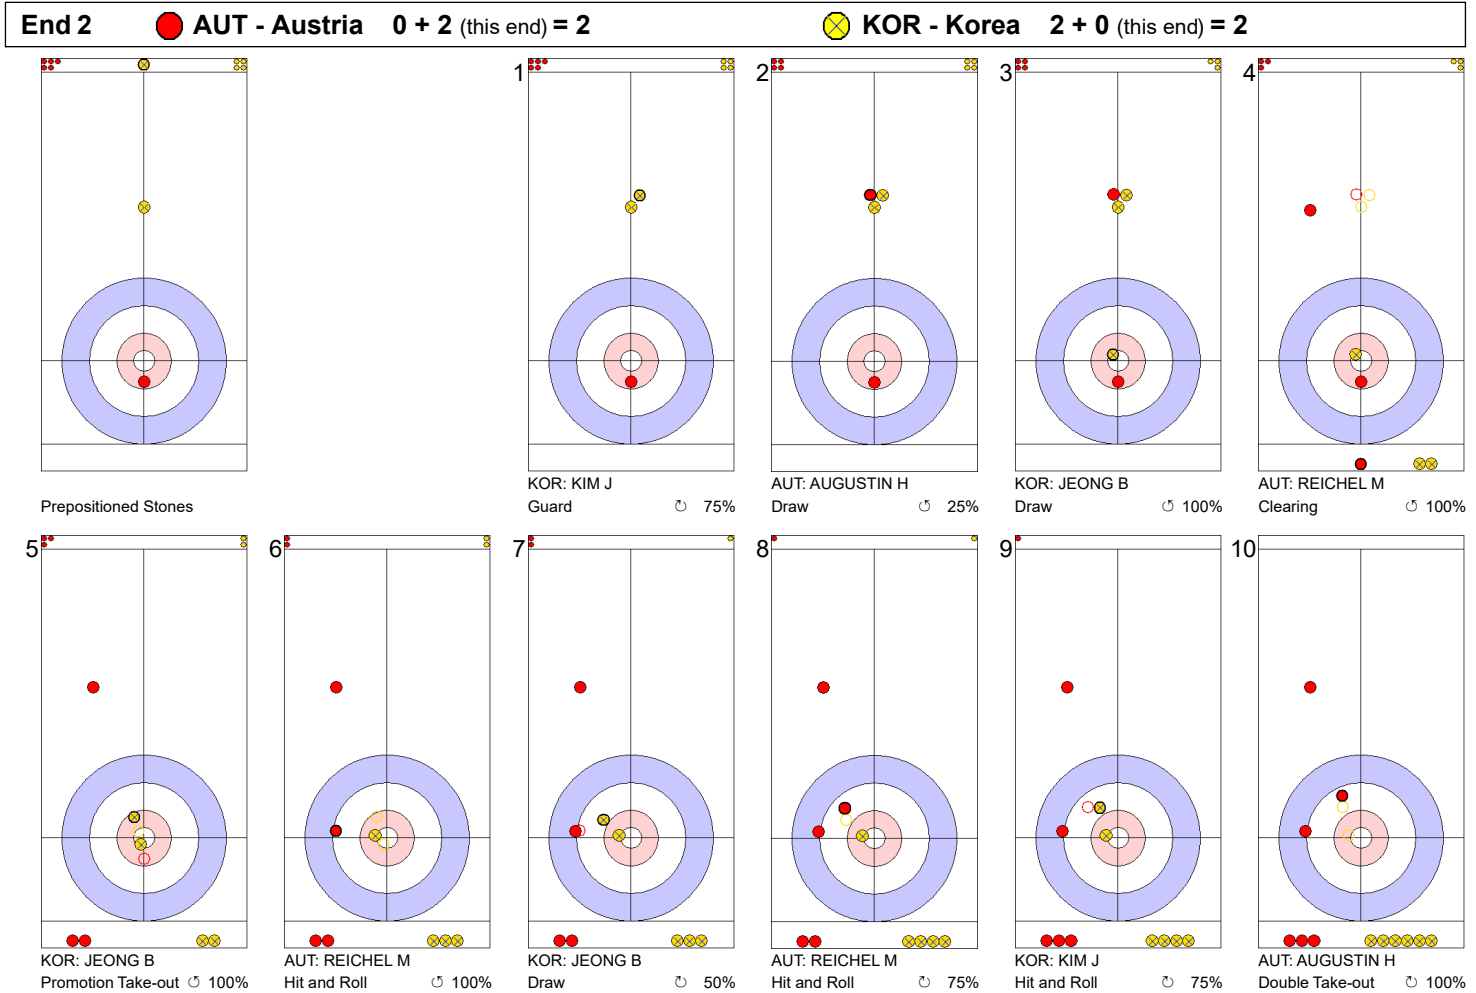 End 2 AUT - Austria 0 + 2 (this end) = 2 KOR - Korea 2 + 0 (this end) = 2
Prepositioned Stones
1
KOR: KIM J
Guard ↻ 75%
2
AUT: AUGUSTIN H
Draw ↺ 25%
3
KOR: JEONG B
Draw ↺ 100%
4
AUT: REICHEL M
Clearing ↺ 100%
5
KOR: JEONG B
Promotion Take-out ↺ 100%
6
AUT: REICHEL M
Hit and Roll ↺ 100%
7
KOR: JEONG B
Draw ↻ 50%
8
AUT: REICHEL M
Hit and Roll ↺ 75%
9
KOR: KIM J
Hit and Roll ↻ 75%
10
AUT: AUGUSTIN H
Double Take-out ↻ 100%